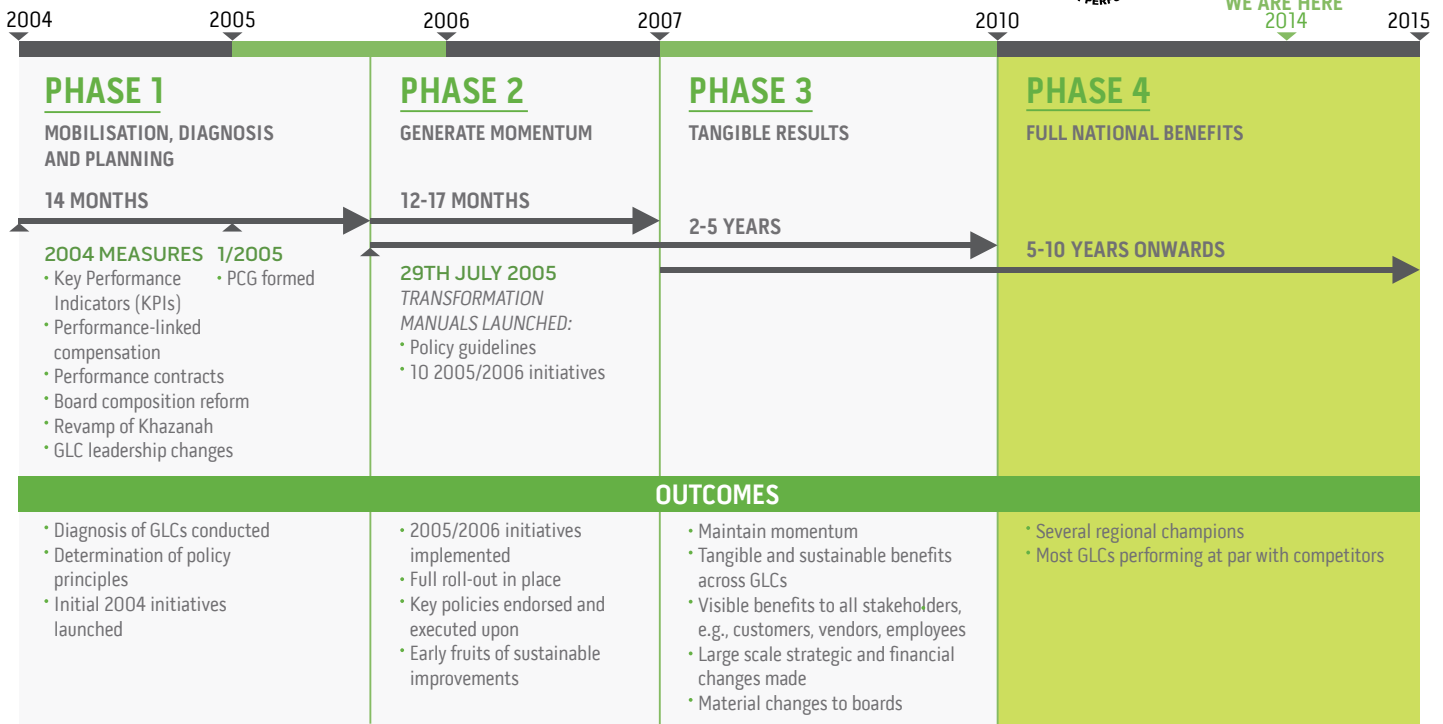 WE ARE HERE
2004 2005 2006 2007 2010 2014 2015
PHASE 1
MOBILISATION, DIAGNOSIS
AND PLANNING
14 MONTHS
2004 MEASURES
• Key Performance
Indicators (KPIs)
• Performance-linked
compensation
• Performance contracts
• Board composition reform
• Revamp of Khazanah
• GLC leadership changes
1/2005
• PCG formed
PHASE 2
GENERATE MOMENTUM
12-17 MONTHS
29TH JULY 2005
TRANSFORMATION
MANUALS LAUNCHED:
• Policy guidelines
• 10 2005/2006 initiatives
PHASE 3
TANGIBLE RESULTS
2-5 YEARS
PHASE 4
FULL NATIONAL BENEFITS
5-10 YEARS ONWARDS
OUTCOMES
• Diagnosis of GLCs conducted
• Determination of policy
principles
• Initial 2004 initiatives
launched
• 2005/2006 initiatives
implemented
• Full roll-out in place
• Key policies endorsed and
executed upon
• Early fruits of sustainable
improvements
• Maintain momentum
• Tangible and sustainable benefits
across GLCs
• Visible benefits to all stakeholders,
e.g., customers, vendors, employees
• Large scale strategic and financial
changes made
• Material changes to boards
• Several regional champions
• Most GLCs performing at par with competitors